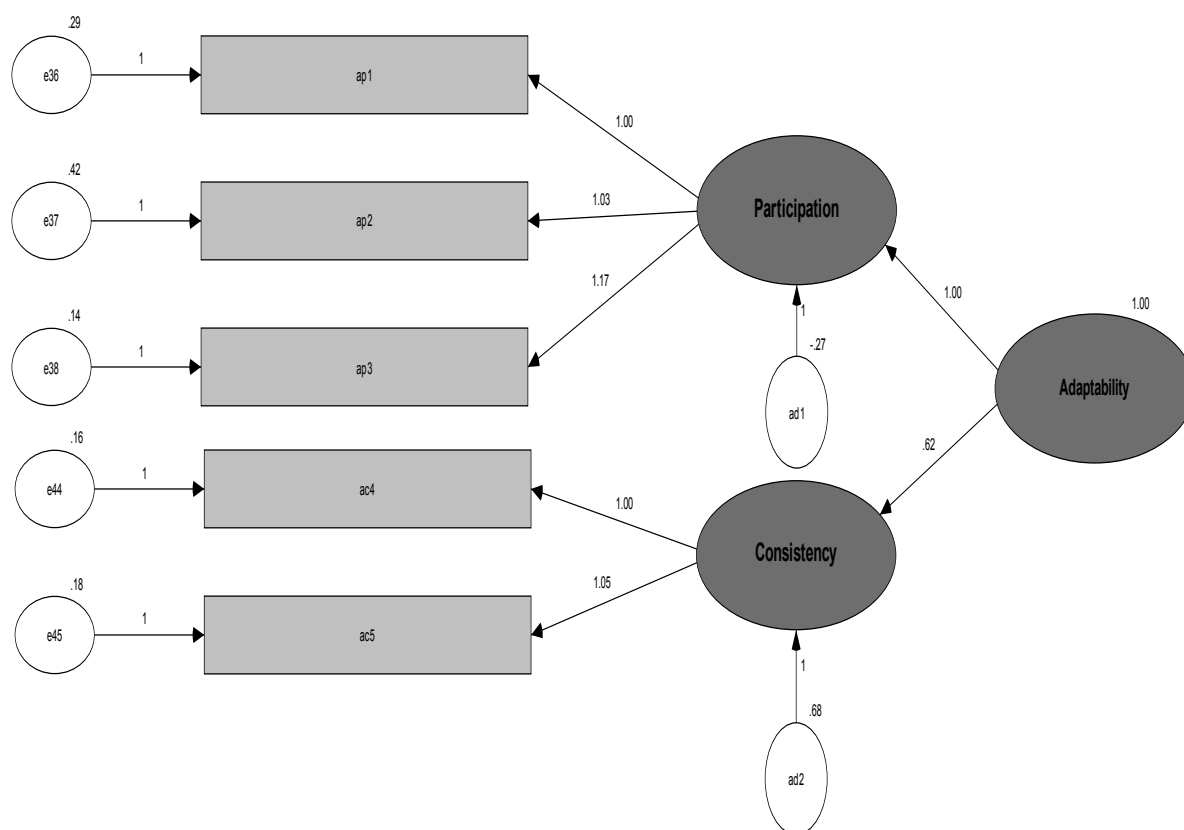 .29
e36
1
ap1
1.00
.42
e37
1
ap2
1.03
Participation
.14
e38
1
ap3
1.17
1
-.27
ad1
1.00
1.00
Adaptability
.62
.16
e44
1
ac4
1.00
Consistency
.18
e45
1
ac5
1.05
1
.68
ad2